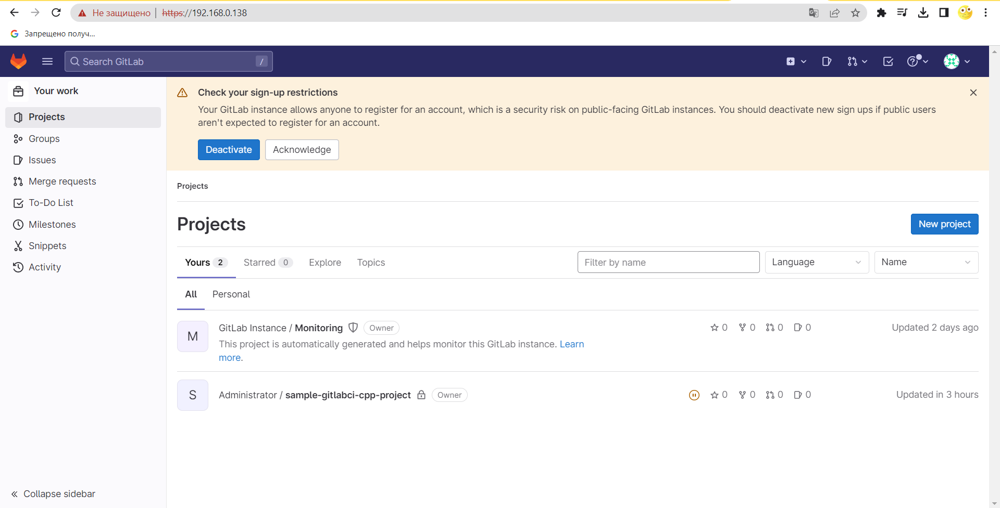 Не защищено | https://192.168.0.138
Запрещено получ...
Search GitLab /
Your work
Projects
Groups
Issues
Merge requests
To-Do List
Milestones
Snippets
Activity
Collapse sidebar
Check your sign-up restrictions
Your GitLab instance allows anyone to register for an account, which is a security risk on public-facing GitLab instances. You should deactivate new sign ups if public users
aren't expected to register for an account.
Deactivate Acknowledge
Projects
Projects
New project
Yours 2 Starred 0 Explore Topics Filter by name Language Name
All Personal
M
GitLab Instance / Monitoring Owner 0 0 0 0 Updated 2 days ago
This project is automatically generated and helps monitor this GitLab instance. Learn
more.
S
Administrator / sample-gitlabci-cpp-project Owner 0 0 0 0 Updated in 3 hours